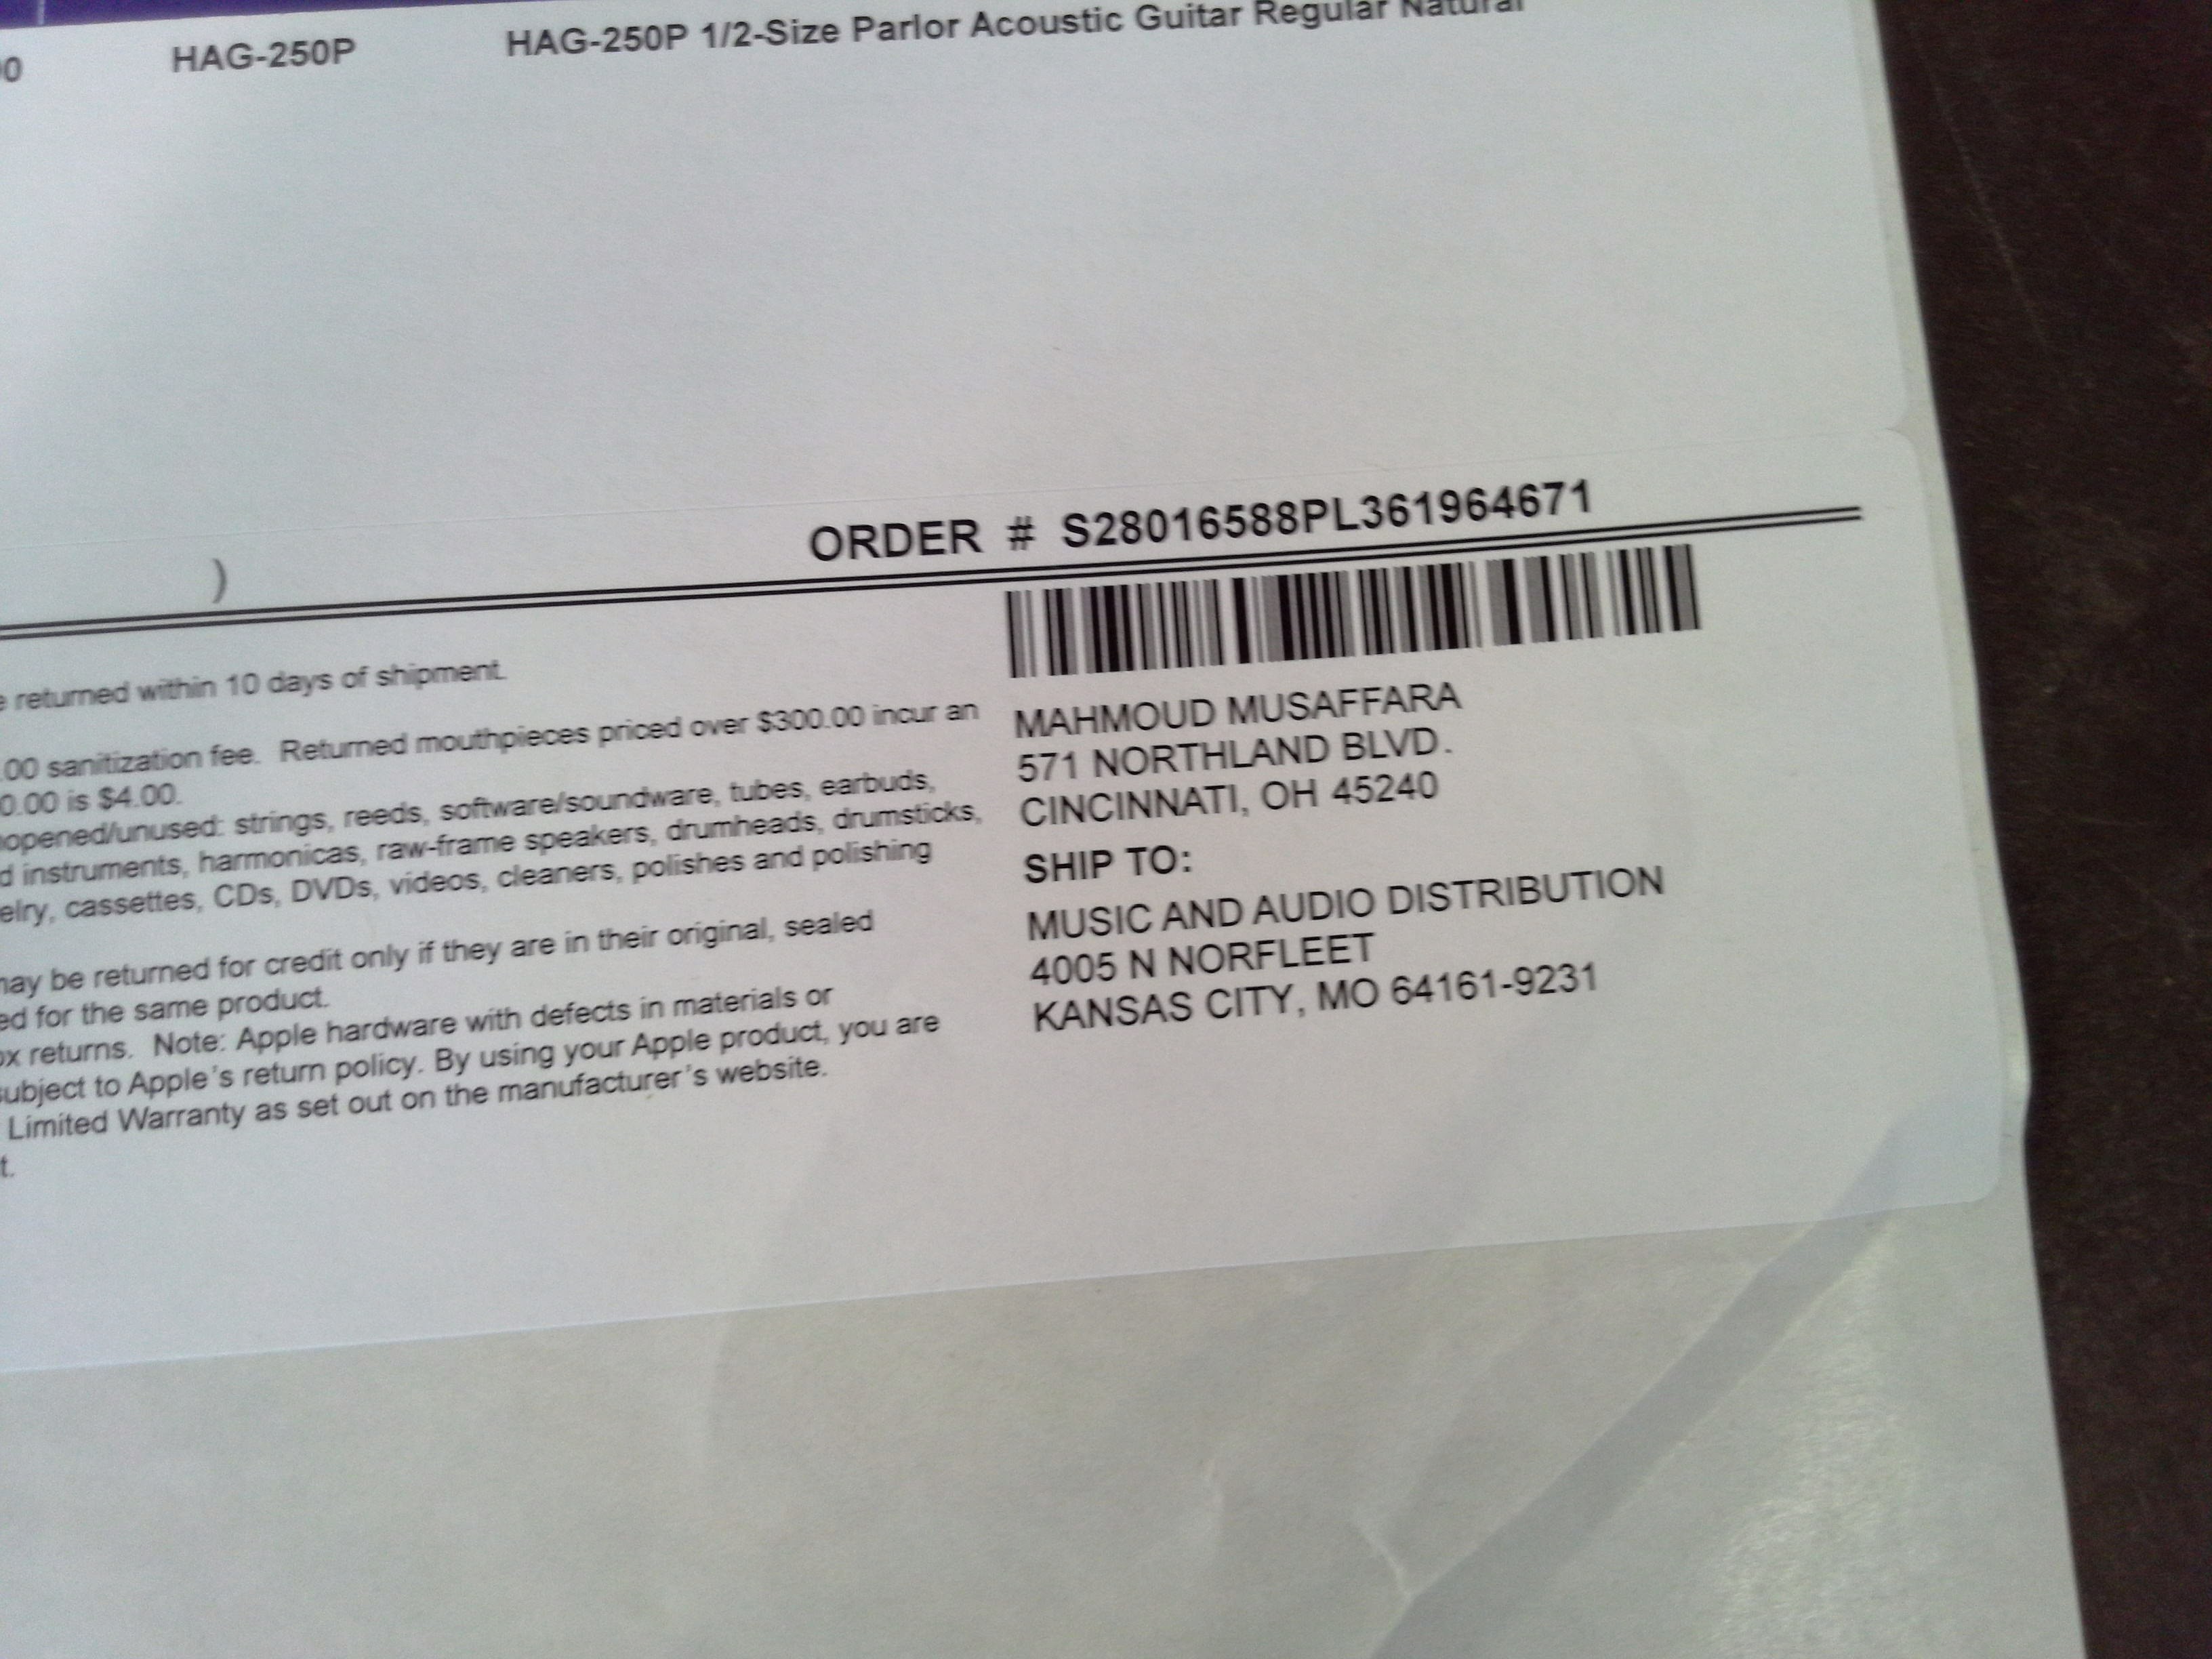 HAG-250P HAG-250P 1/2-Size Parlor Acoustic Guitar Regular Natural
ORDER # S28016588PL361964671
)
returned within 10 days of shipment.
.00 sanitization fee. Returned mouthpieces priced over $300.00 incur an
0.00 is $4.00.
opened/unused: strings, reeds, software/soundware, tubes, earbuds,
d instruments, harmonicas, raw-frame speakers, drumheads, drumsticks,
elry, cassettes, CDs, DVDs, videos, cleaners, polishes and polishing
may be returned for credit only if they are in their original, sealed
ed for the same product.
ox returns. Note: Apple hardware with defects in materials or
subject to Apple's return policy. By using your Apple product, you are
Limited Warranty as set out on the manufacturer's website.
t.
MAHMOUD MUSAFFARA
571 NORTHLAND BLVD.
CINCINNATI, OH 45240
SHIP TO:
MUSIC AND AUDIO DISTRIBUTION
4005 N NORFLEET
KANSAS CITY, MO 64161-9231